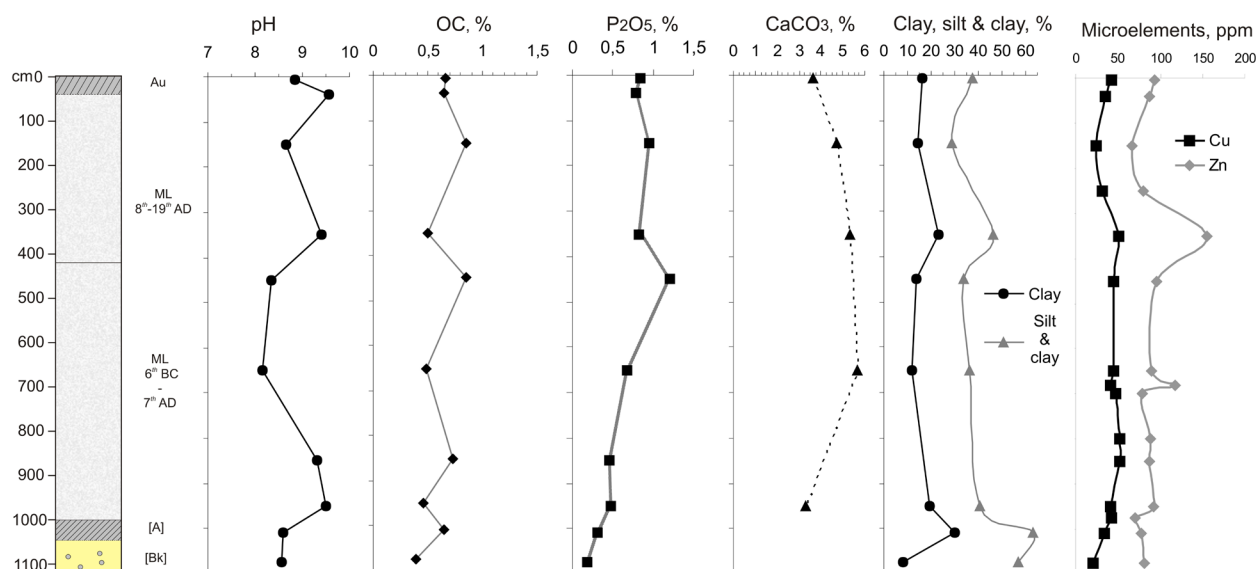 pH
OC, %
P2O5, %
CaCO3, %
Clay, silt & clay, %
Microelements, ppm
7 8 9 10
0 0,5 1 1,5
0 0,5 1 1,5
0 1 2 3 4 5 6
0 10 20 30 40 50 60
0 50 100 150 200
cm0
100
200
300
400
500
600
700
800
900
1000
1100
Au
ML
8th-19th AD
ML
6th BC
-
7th AD
[A]
[Bk]
Clay
Silt
&
clay
Cu
Zn